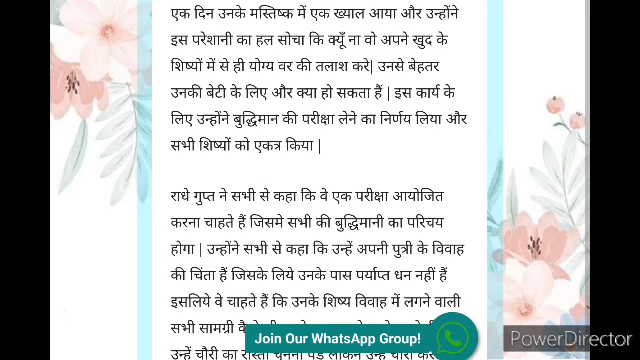 एक दिन उनके मस्तिष्क में एक ख्याल आया और उन्होंने
इस परेशानी का हल सोचा कि क्यूँ ना वो अपने खुद के
शिष्यों में से ही योग्य वर की तलाश करे| उनसे बेहतर
उनकी बेटी के लिए और क्या हो सकता हैं | इस कार्य के
लिए उन्होंने बुद्धिमान की परीक्षा लेने का निर्णय लिया और
सभी शिष्यों को एकत्र किया |
राधे गुप्त ने सभी से कहा कि वे एक परीक्षा आयोजित
करना चाहते हैं जिसमे सभी की बुद्धिमानी का परिचय
होगा | उन्होंने सभी से कहा कि उन्हें अपनी पुत्री के विवाह
की चिंता हैं जिसके लिये उनके पास पर्याप्त धन नहीं हैं
इसलिये वे चाहते हैं कि उनके शिष्य विवाह में लगने वाली
सभी सामग्री
उन्हें चौरी का रास्ता चुनना पड़े लेकिन उन्हें चौरी
Join Our WhatsApp Group!
PowerDirector